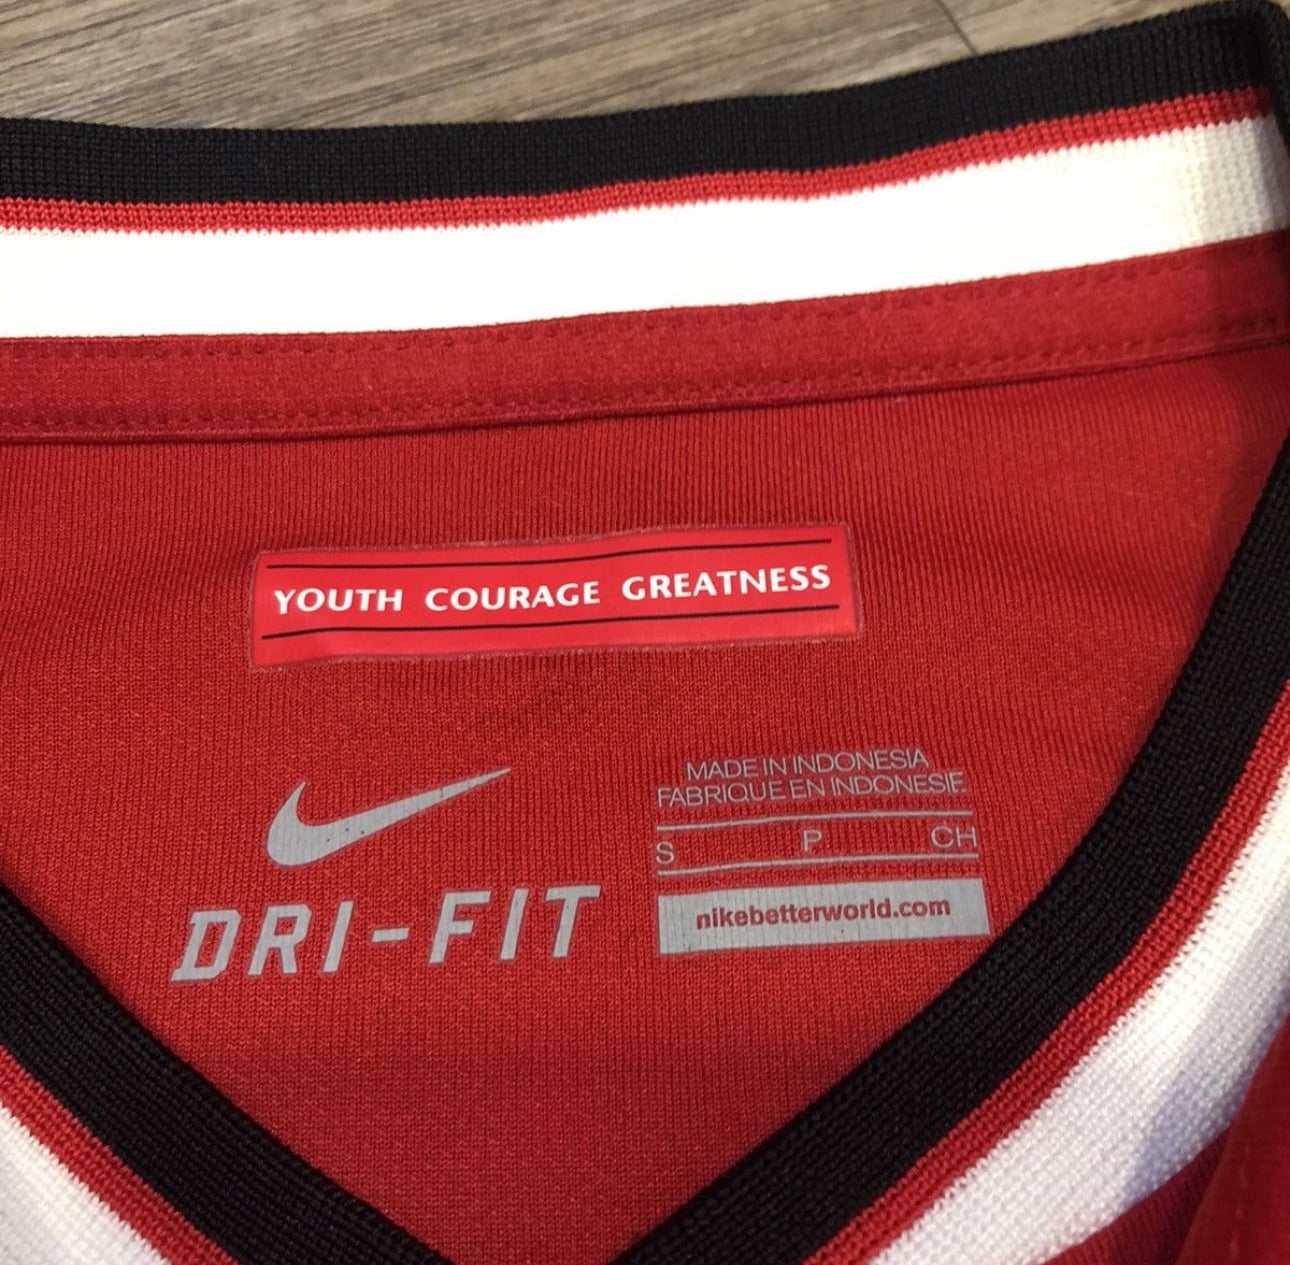 YOUTH COURAGE GREATNESS
DRI-FIT
MADE IN INDONESIA
FABRIQUE EN INDONESIE
S P CH
nikebetterworld.com